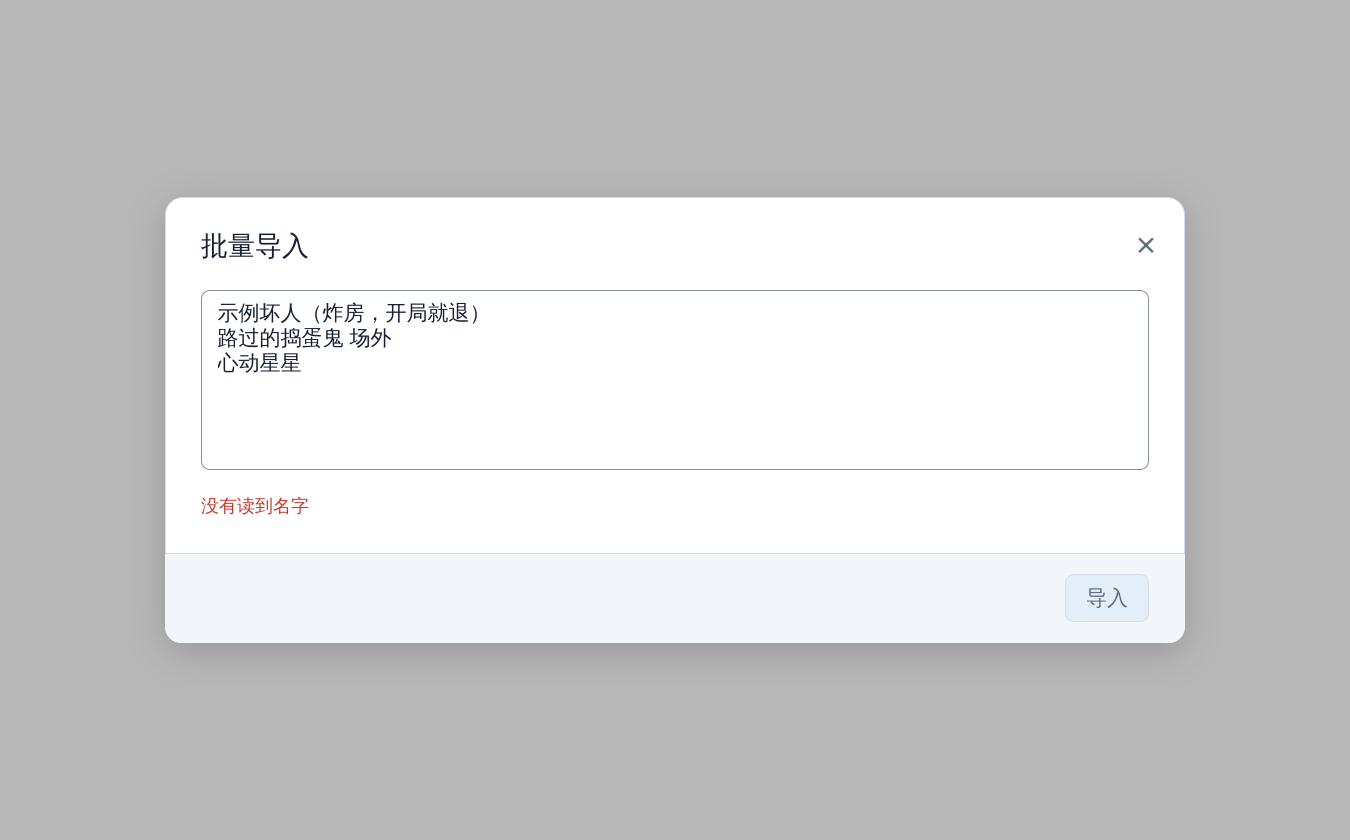 批量导入
示例坏人（炸房，开局就退）
路过的捣蛋鬼 场外
心动星星
没有读到名字
导入